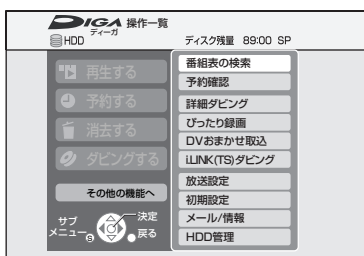 DIGA 操作一覧
ディーガ
HDD
ディスク残量 89:00 SP
再生する
予約する
消去する
ダビングする
その他の機能へ
サブ
メニュー S
決定
戻る
番組表の検索
予約確認
詳細ダビング
ぴったり録画
DVおまかせ取込
i.LINK(TS)ダビング
放送設定
初期設定
メール/情報
HDD管理